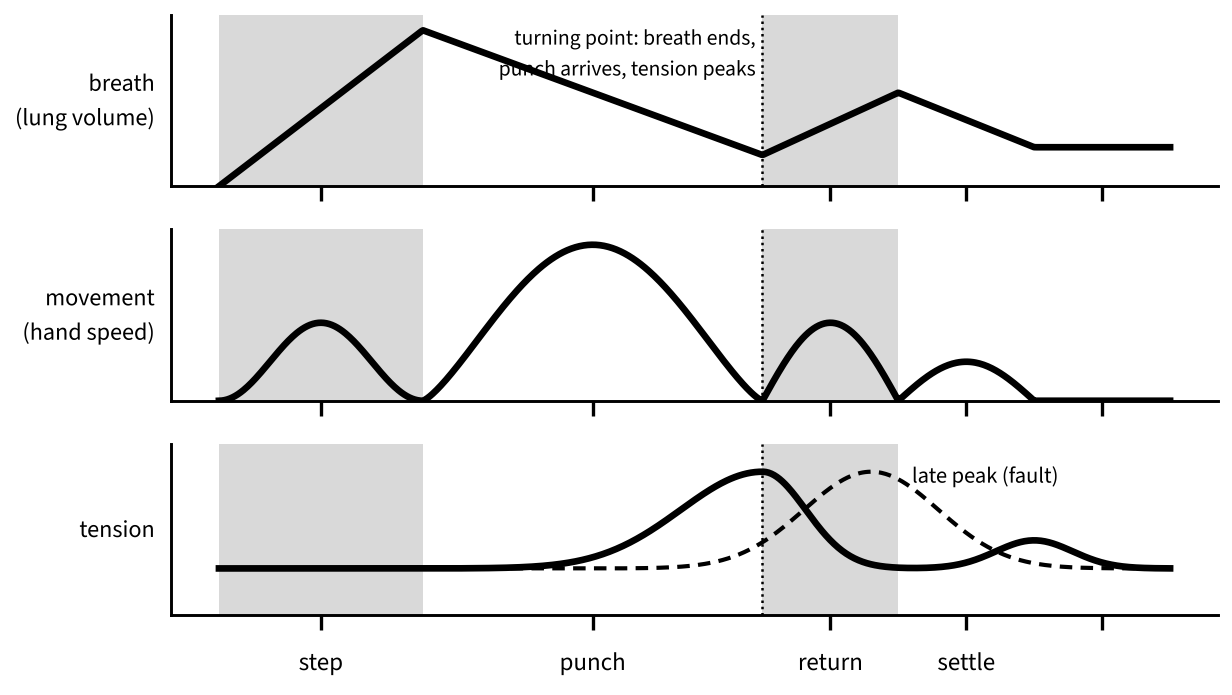 turning point: breath ends,
punch arrives, tension peaks
breath
(lung volume)
movement
(hand speed)
late peak (fault)
tension
step
punch
return
settle